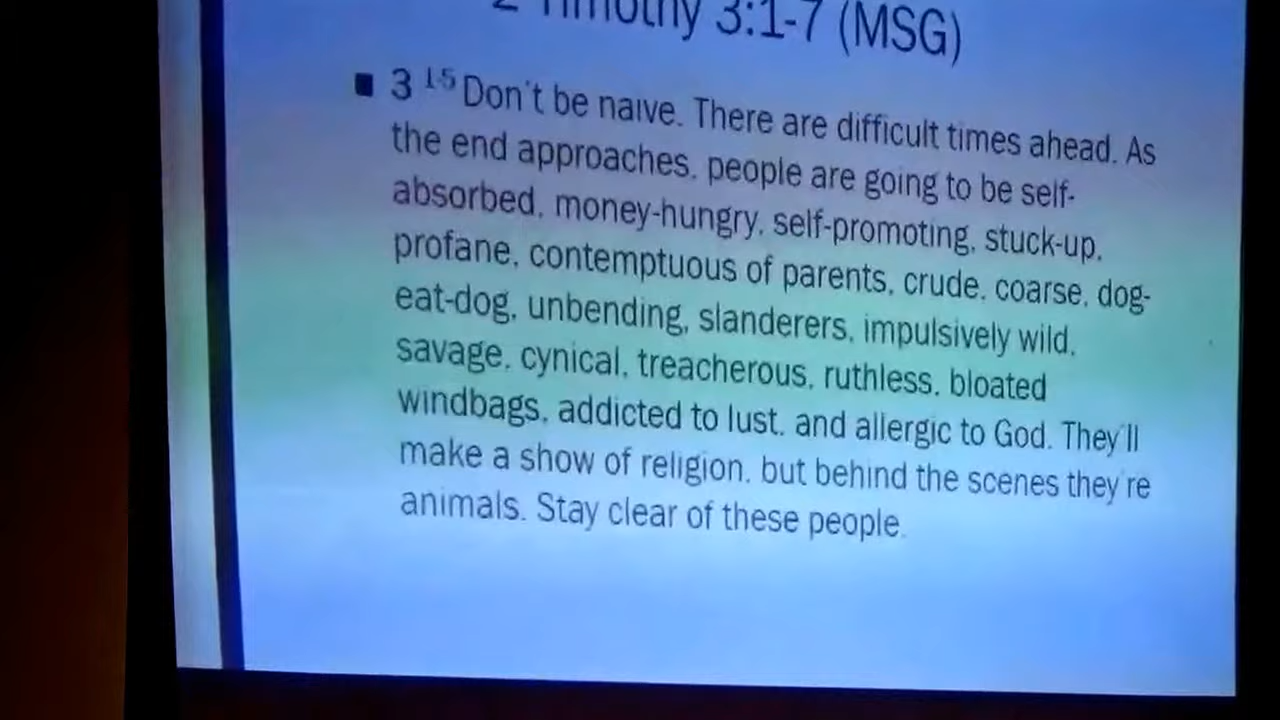 2 Timothy 3:1-7 (MSG)
■ 3 1-5 Don't be naive. There are difficult times ahead. As
the end approaches, people are going to be self-
absorbed, money-hungry, self-promoting, stuck-up,
profane, contemptuous of parents, crude, coarse, dog-
eat-dog, unbending, slanderers, impulsively wild,
savage, cynical, treacherous, ruthless, bloated
windbags, addicted to lust, and allergic to God. They'll
make a show of religion, but behind the scenes they're
animals. Stay clear of these people.